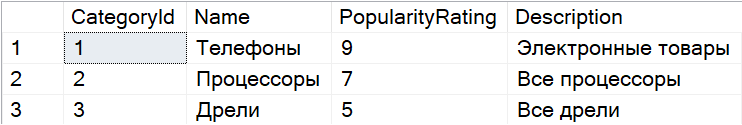 CategoryId Name PopularityRating Description
1 1 Телефоны 9 Электронные товары
2 2 Процессоры 7 Все процессоры
3 3 Дрели 5 Все дрели